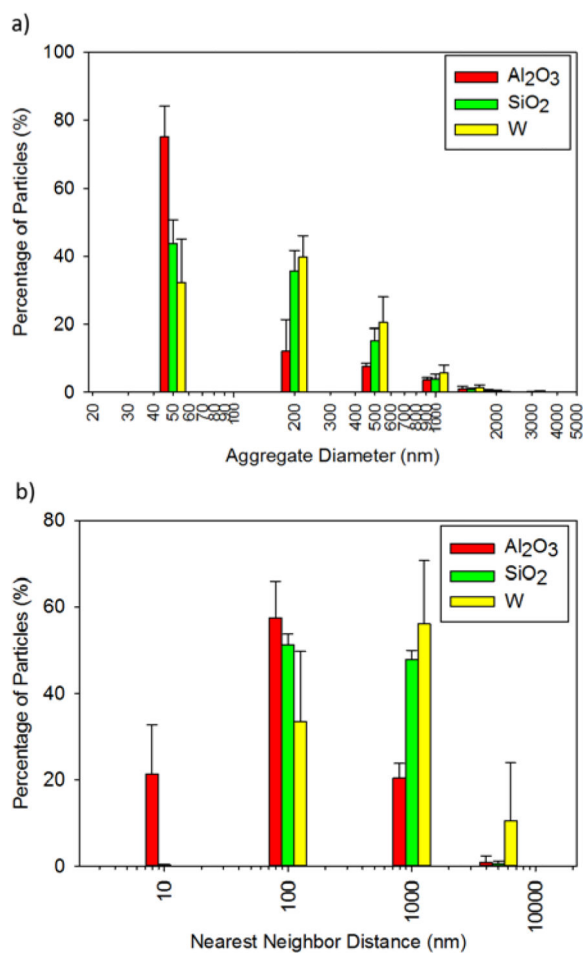 a)
100
80
60
40
20
0
Percentage of Particles (%)
Al2O3
SiO2
W
20 30 40 50 60 70 80 90 100 200 300 400 500 600 700 800 900 1000 2000 3000 4000 5000
Aggregate Diameter (nm)
b)
80
60
40
20
0
Percentage of Particles (%)
Al2O3
SiO2
W
10 100 1000 10000
Nearest Neighbor Distance (nm)